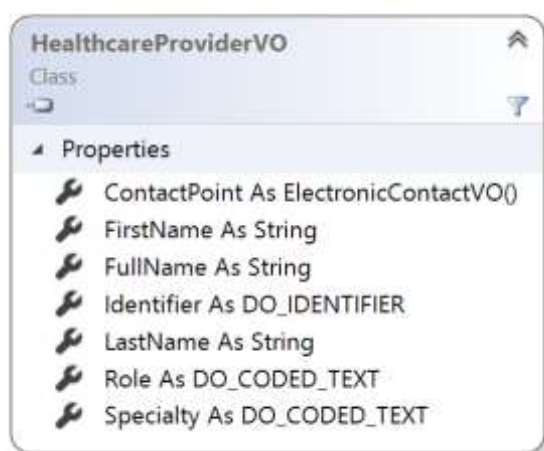 HealthcareProviderVO
Class
Properties
ContactPoint As ElectronicContactVO()
FirstName As String
FullName As String
Identifier As DO_IDENTIFIER
LastName As String
Role As DO_CODED_TEXT
Specialty As DO_CODED_TEXT